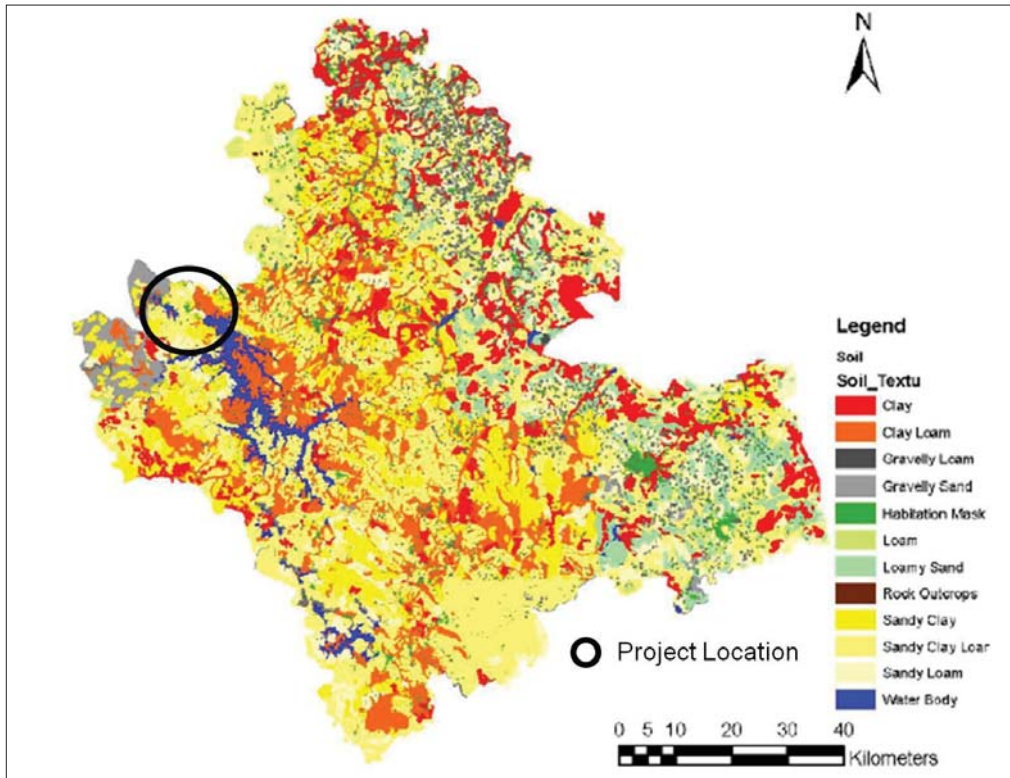 N
Legend
Soil
Soil_Textu
Clay
Clay Loam
Gravelly Loam
Gravelly Sand
Habitation Mask
Loam
Loamy Sand
Rock Outcrops
Sandy Clay
Sandy Clay Loar
Sandy Loam
Water Body
Project Location
0 5 10 20 30 40
Kilometers